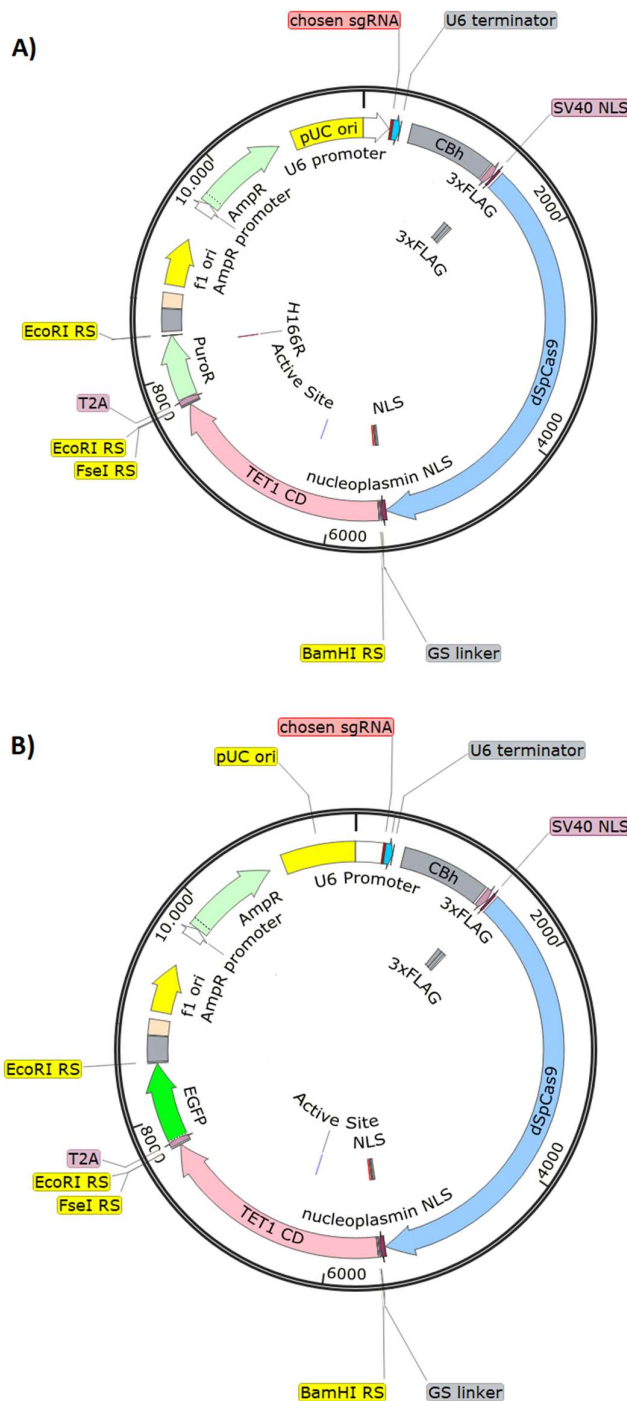 A)
chosen sgRNA
U6 terminator
SV40 NLS
pUC ori
U6 promoter
CBh
3xFLAG
3xFLAG
2000
10.000
AmpR
AmpR promoter
f1 ori
dSpCas9
EcoRI RS
H166R
Active Site
PuroR
8000
T2A
NLS
EcoRI RS
FseI RS
4000
nucleoplasmin NLS
TET1 CD
6000
BamHI RS
GS linker
B)
chosen sgRNA
pUC ori
U6 terminator
SV40 NLS
U6 Promoter
CBh
3xFLAG
3xFLAG
2000
10.000
AmpR
AmpR promoter
f1 ori
dSpCas9
EcoRI RS
EGFP
Active Site
8000
T2A
NLS
EcoRI RS
FseI RS
4000
nucleoplasmin NLS
TET1 CD
6000
BamHI RS
GS linker